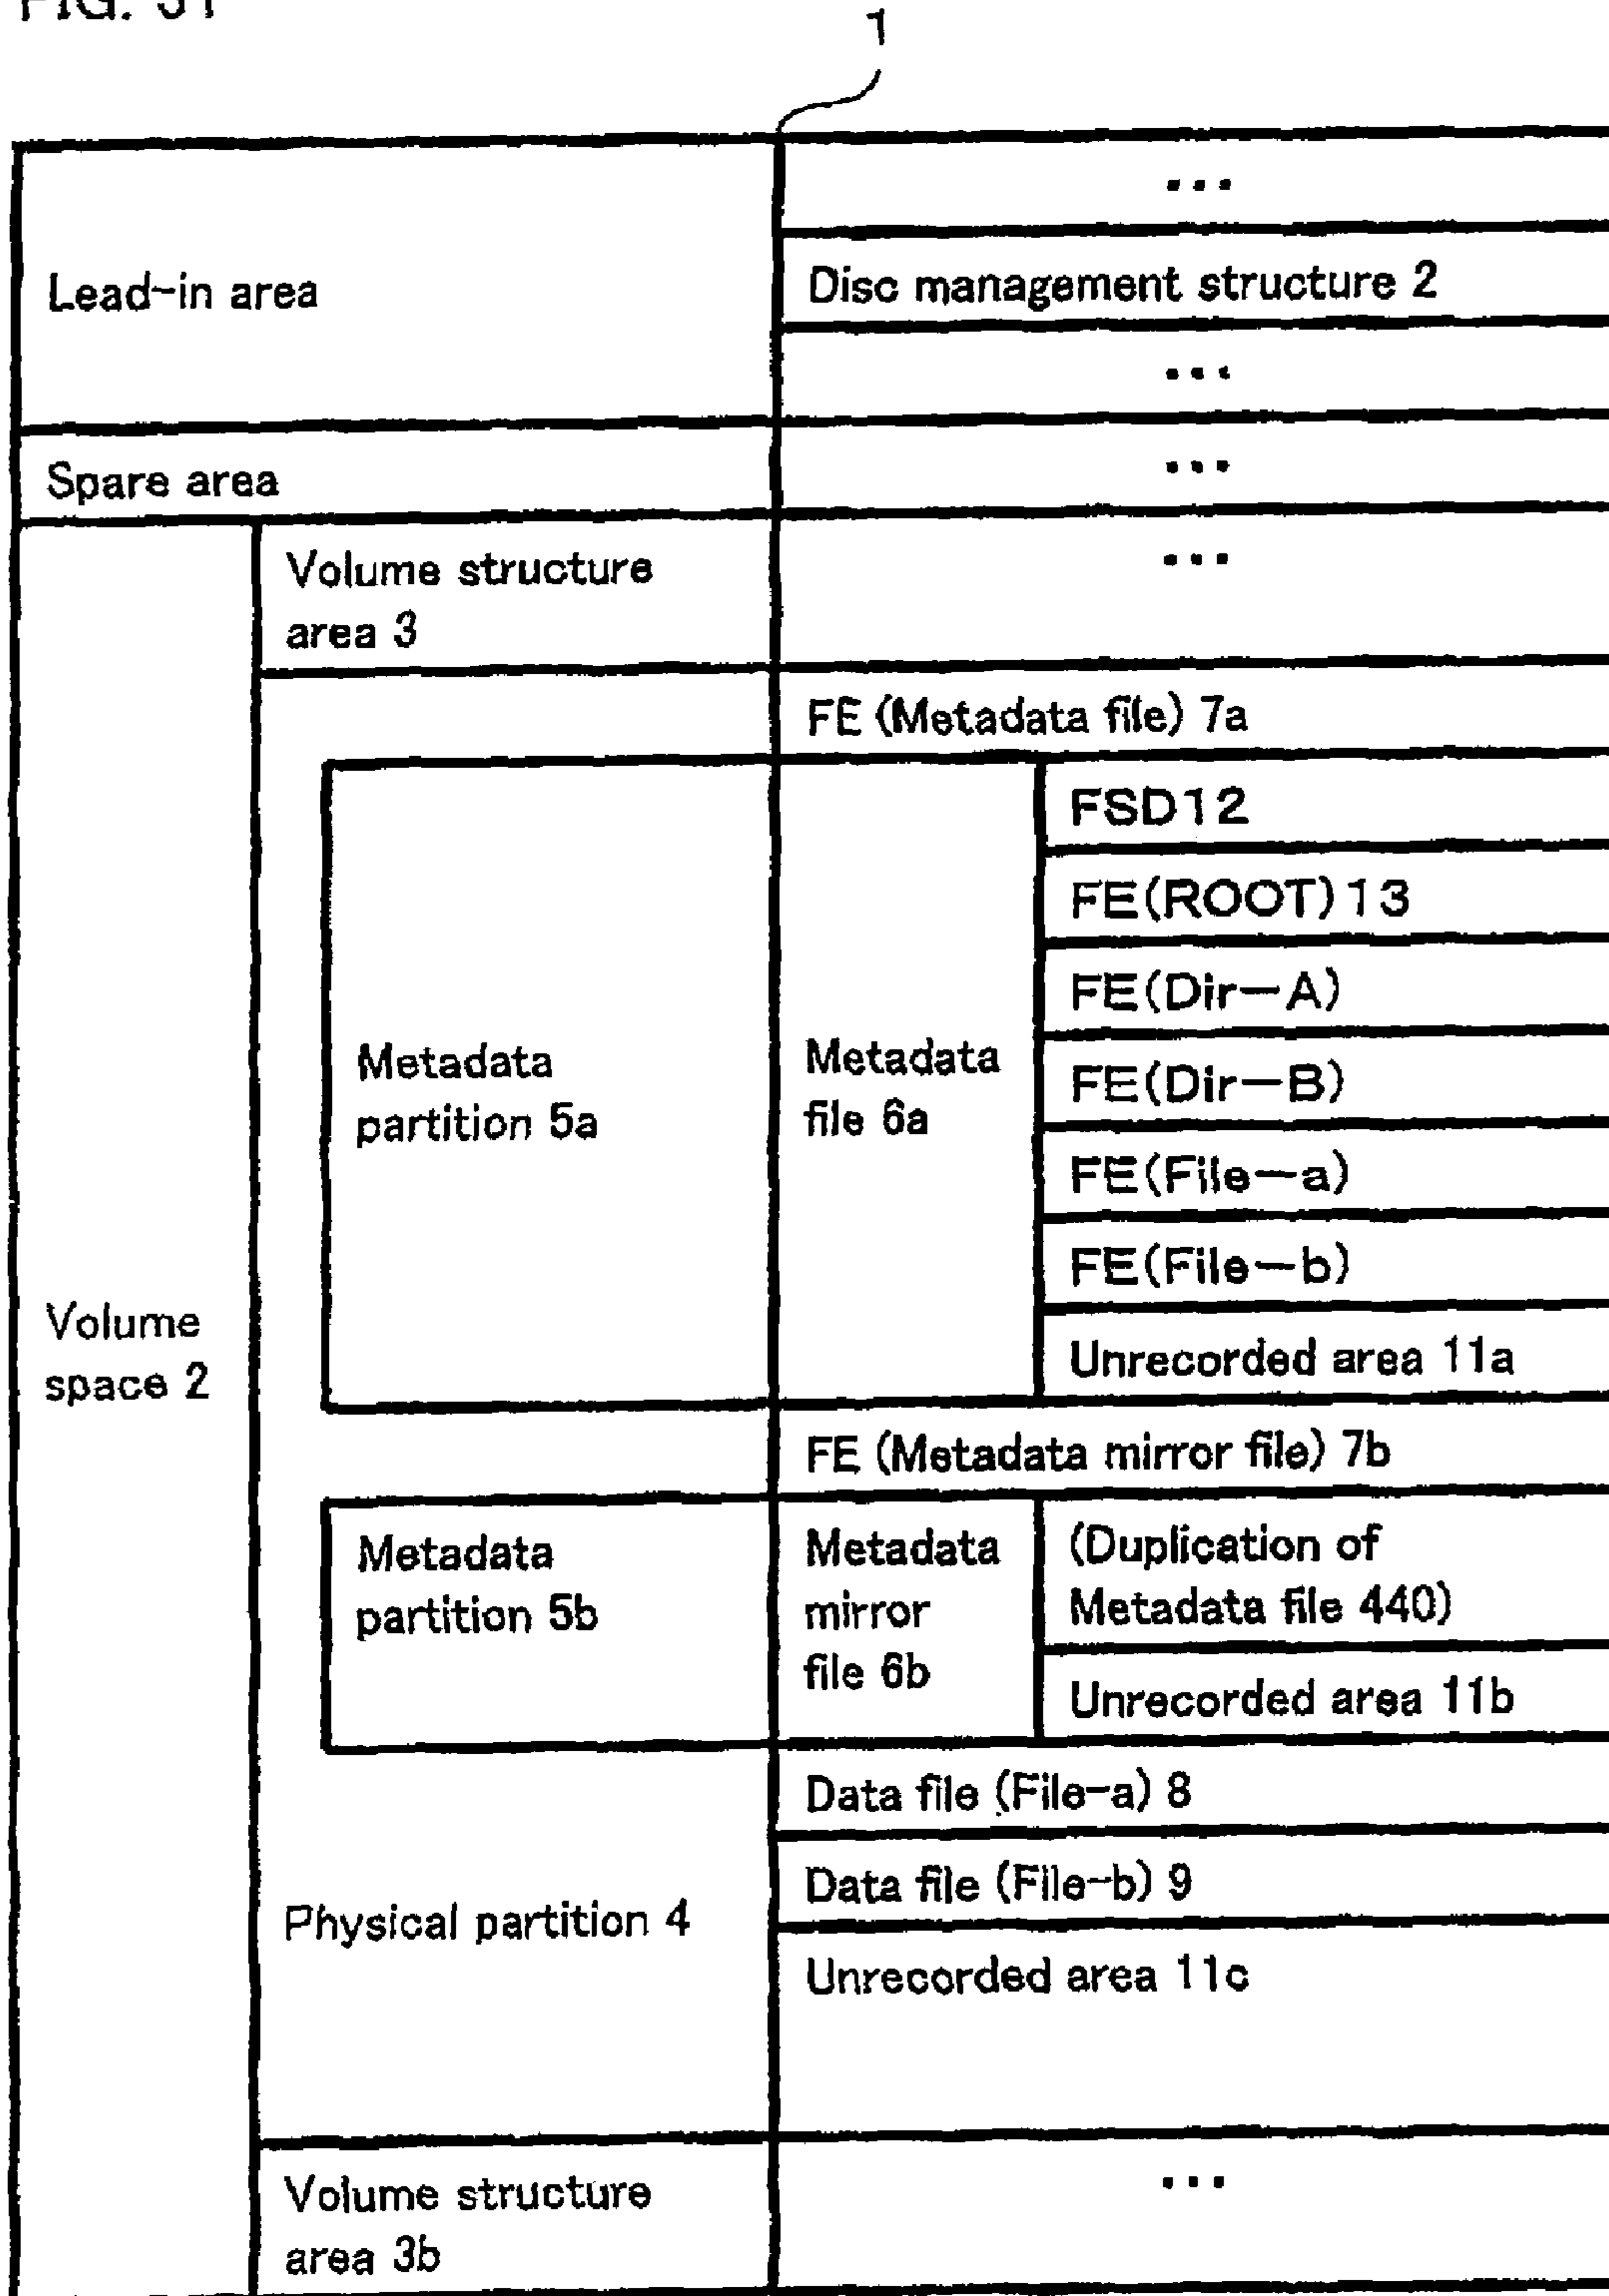 FIG. 31
1
...
Lead-in area
Disc management structure 2
...
Spare area
...
Volume structure
area 3
...
FE (Metadata file) 7a
FSD12
FE(ROOT)13
FE(Dir-A)
Metadata
partition 5a
Metadata
file 6a
FE(Dir-B)
FE(File-a)
FE(File-b)
Volume
space 2
Unrecorded area 11a
FE (Metadata mirror file) 7b
Metadata
partition 5b
Metadata
mirror
file 6b
(Duplication of
Metadata file 440)
Unrecorded area 11b
Data file (File-a) 8
Data file (File-b) 9
Physical partition 4
Unrecorded area 11c
Volume structure
area 3b
...